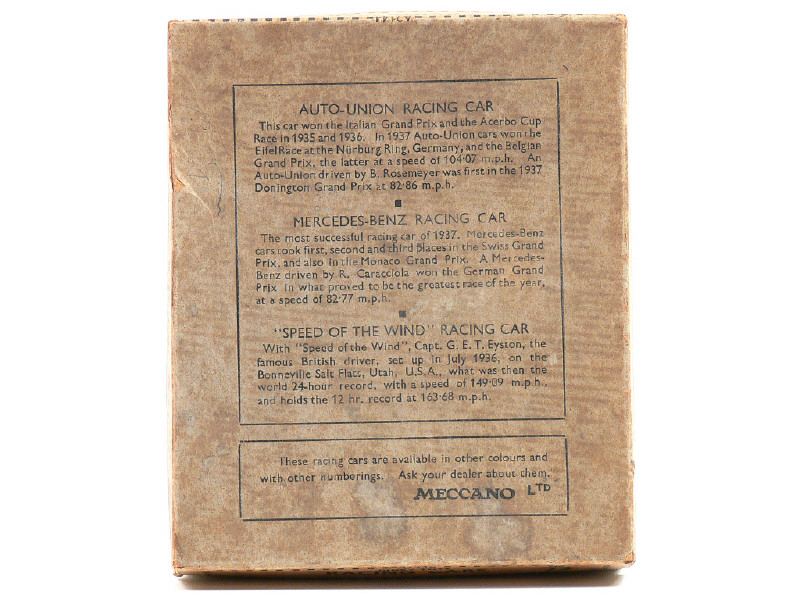 AUTO-UNION RACING CAR
This car won the Italian Grand Prix and the Acerbo Cup
Race in 1935 and 1936. In 1937 Auto-Union cars won the
Eifel Race at the Nürburg Ring, Germany, and the Belgian
Grand Prix, the latter at a speed of 104·07 m.p.h. An
Auto-Union driven by B. Rosemeyer was first in the 1937
Donington Grand Prix at 82·86 m.p.h.
MERCEDES-BENZ RACING CAR
The most successful racing car of 1937. Mercedes-Benz
cars took first, second and third places in the Swiss Grand
Prix, and also in the Monaco Grand Prix. A Mercedes-
Benz driven by R. Caracciola won the German Grand
Prix in what proved to be the greatest race of the year,
at a speed of 82·77 m.p.h.
"SPEED OF THE WIND" RACING CAR
With "Speed of the Wind", Capt. G. E. T. Eyston, the
famous British driver, set up in July 1936, on the
Bonneville Salt Flats, Utah, U.S.A., what was then the
world 24-hour record, with a speed of 149·09 m.p.h.,
and holds the 12 hr. record at 163·68 m.p.h.
These racing cars are available in other colours and
with other numberings. Ask your dealer about them.
MECCANO LTD